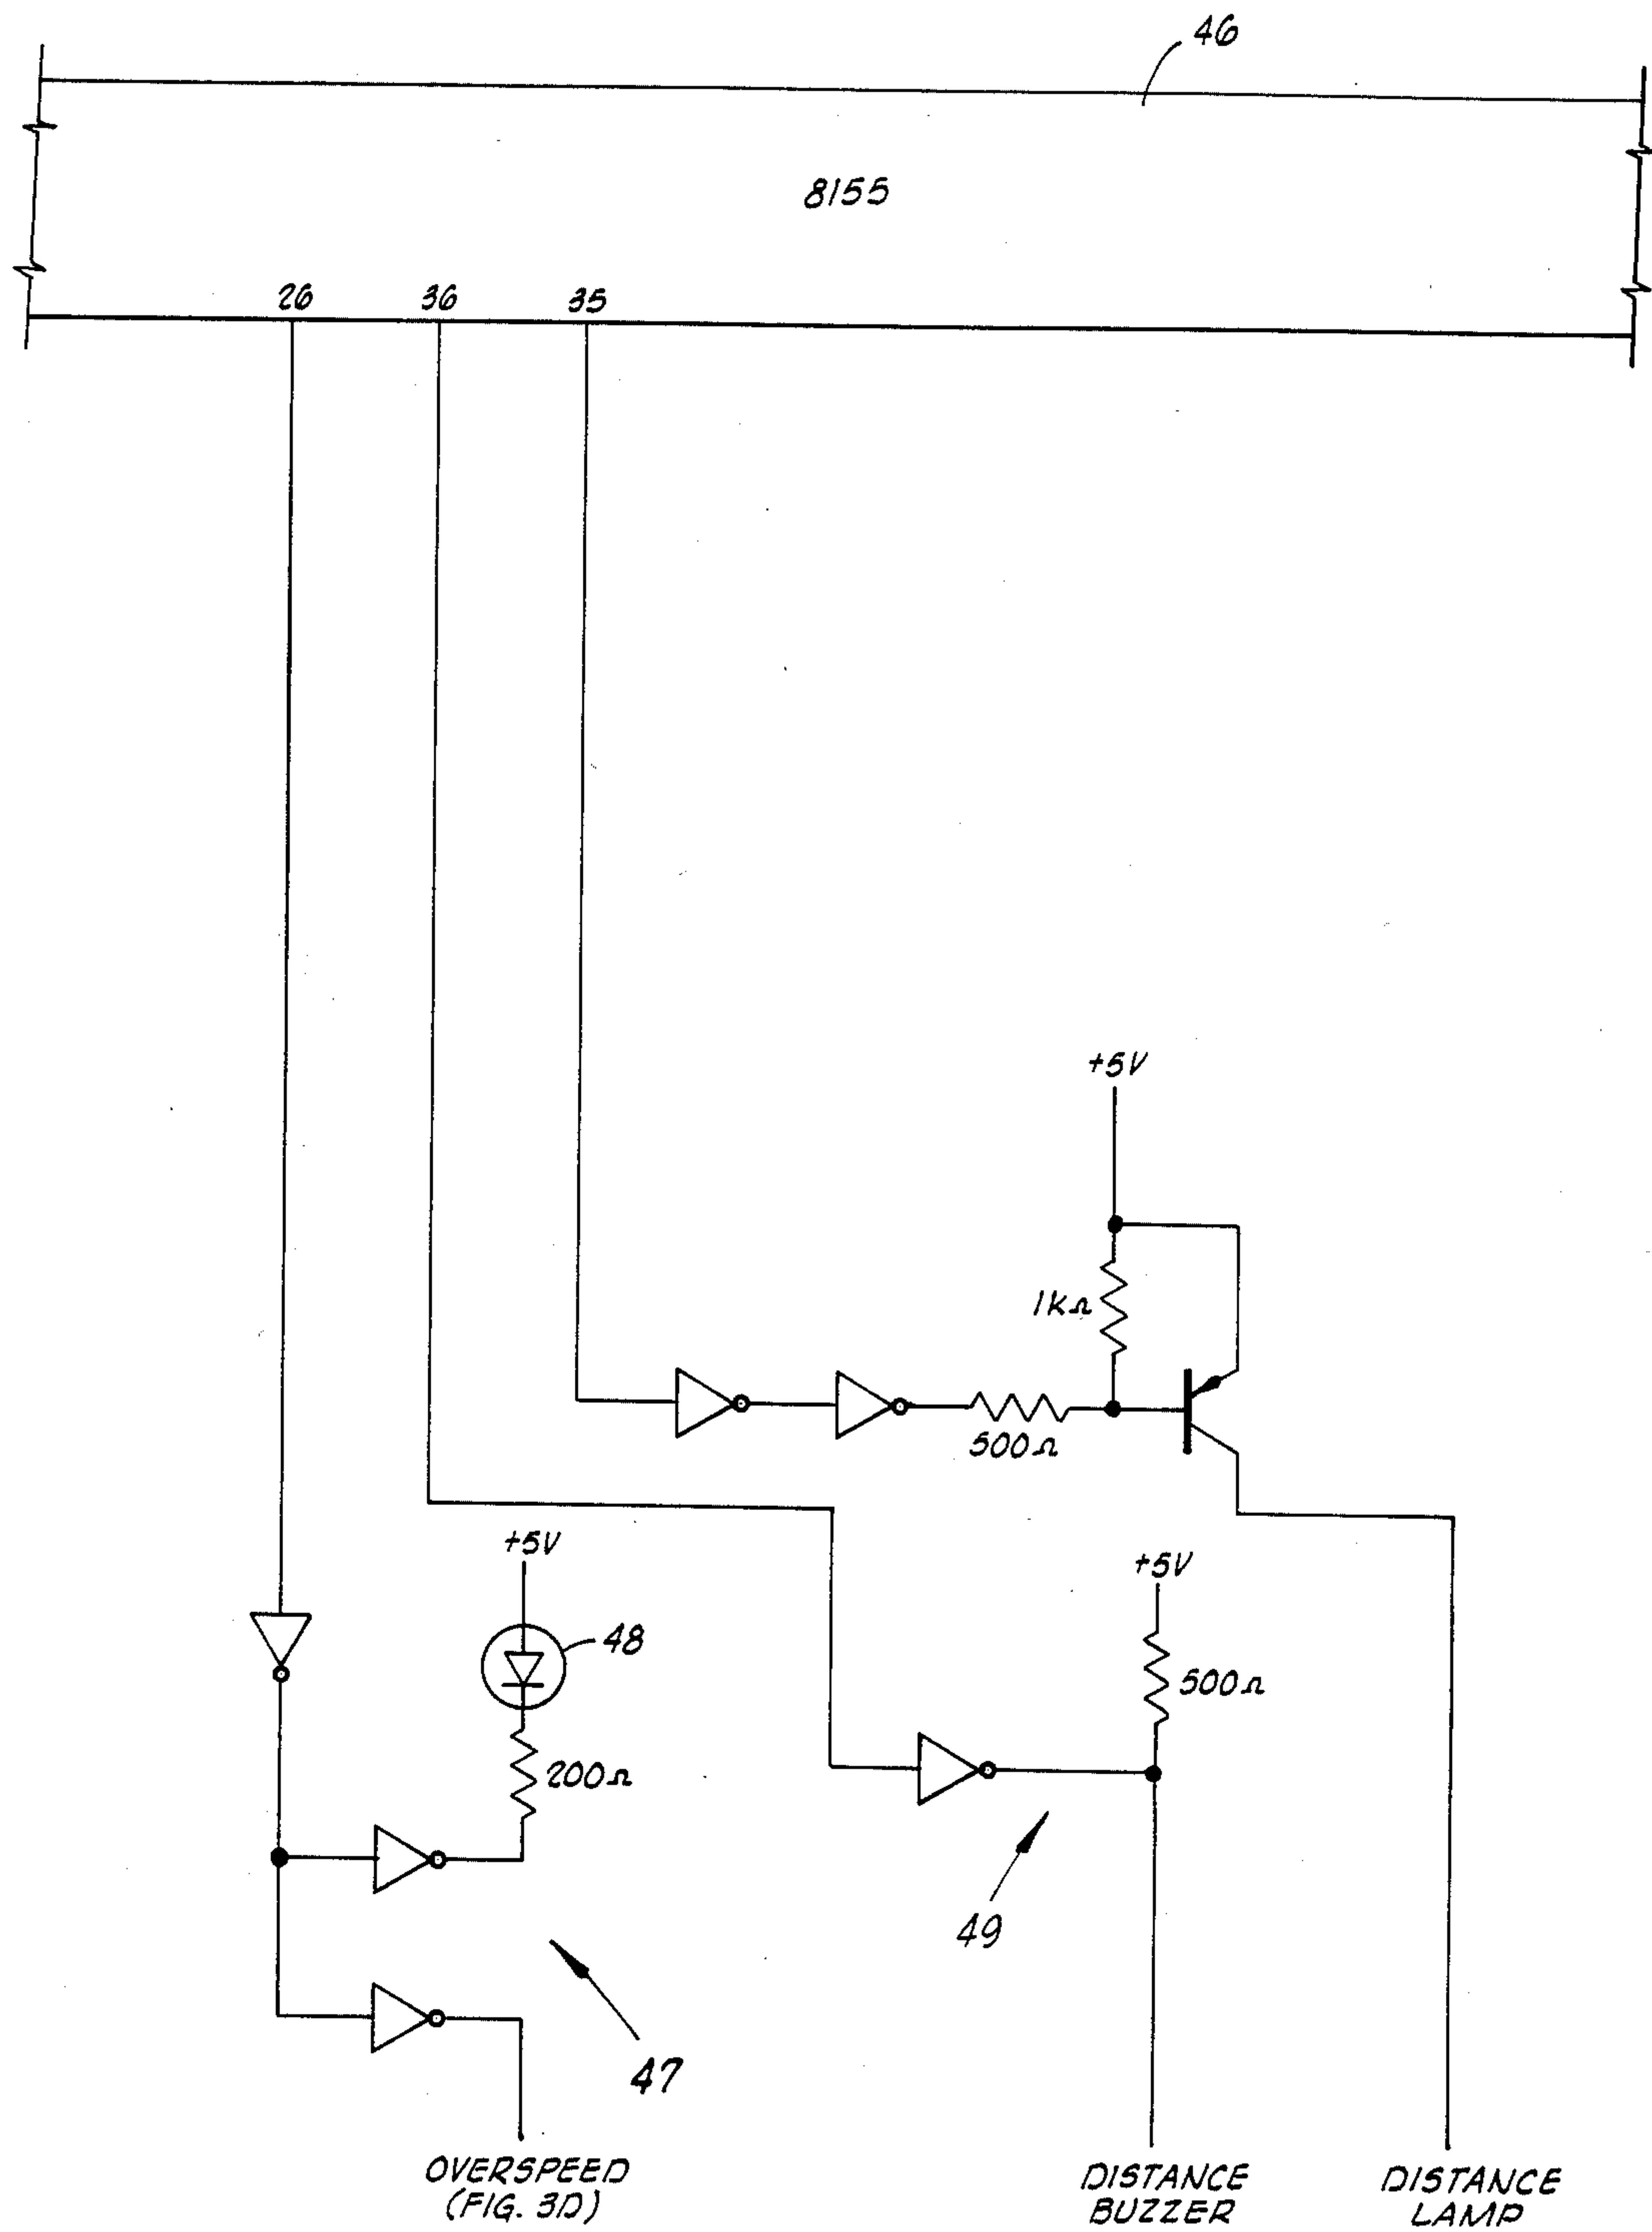 46
8155
26 36 35
+5V
1KΩ
500Ω
+5V
+5V
48
500Ω
200Ω
49
47
OVERSPEED
(FIG. 3D)
DISTANCE
BUZZER
DISTANCE
LAMP